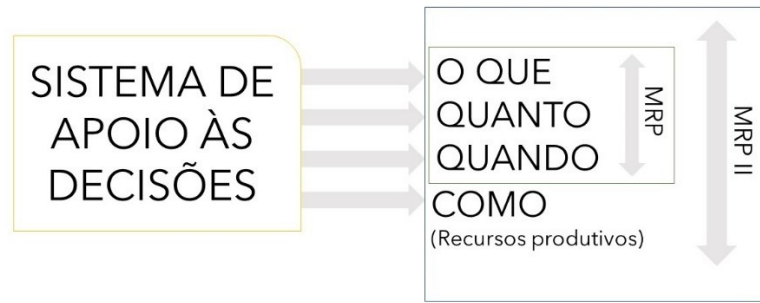 SISTEMA DE
APOIO ÀS
DECISÕES
O QUE
QUANTO
QUANDO
COMO
(Recursos produtivos)
MRP
MRP II